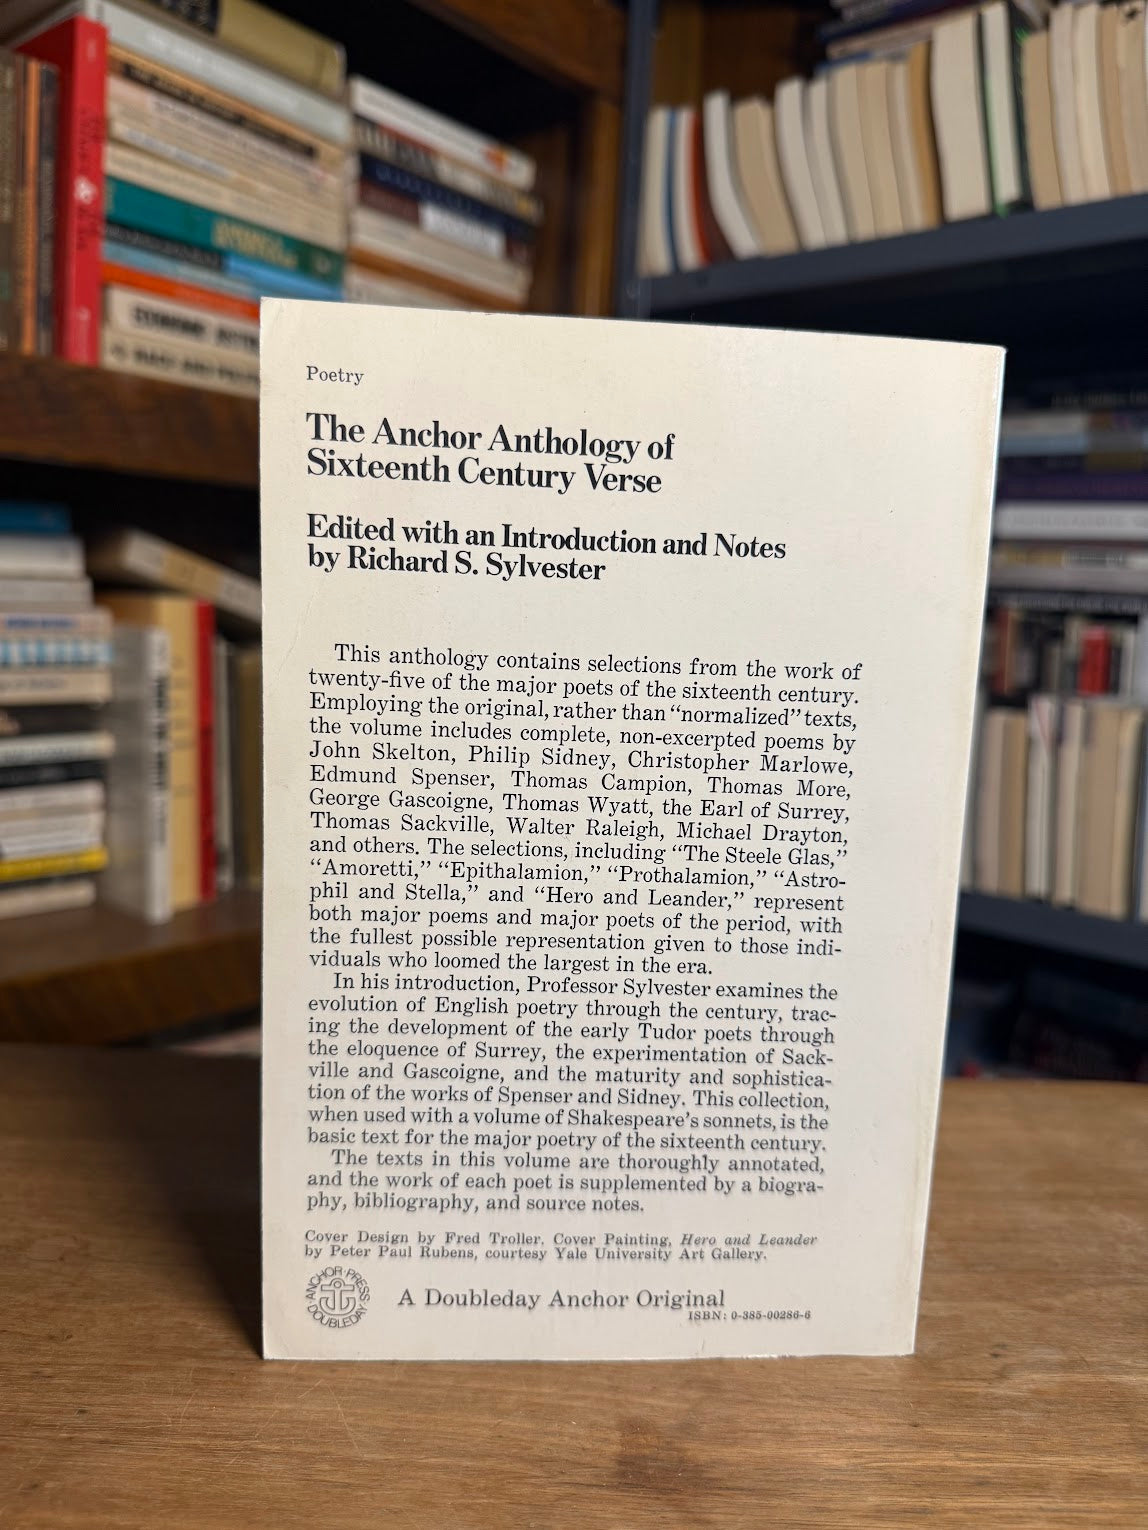 Poetry
The Anchor Anthology of
Sixteenth Century Verse
Edited with an Introduction and Notes
by Richard S. Sylvester
This anthology contains selections from the work of
twenty-five of the major poets of the sixteenth century.
Employing the original, rather than “normalized” texts,
the volume includes complete, non-excerpted poems by
John Skelton, Philip Sidney, Christopher Marlowe,
Edmund Spenser, Thomas Campion, Thomas More,
George Gascoigne, Thomas Wyatt, the Earl of Surrey,
Thomas Sackville, Walter Raleigh, Michael Drayton,
and others. The selections, including “The Steele Glas,”
“Amoretti,” “Epithalamion,” “Prothalamion,” “Astro-
phil and Stella,” and “Hero and Leander,” represent
both major poems and major poets of the period, with
the fullest possible representation given to those indi-
viduals who loomed the largest in the era.
In his introduction, Professor Sylvester examines the
evolution of English poetry through the century, trac-
ing the development of the early Tudor poets through
the eloquence of Surrey, the experimentation of Sack-
ville and Gascoigne, and the maturity and sophistica-
tion of the works of Spenser and Sidney. This collection,
when used with a volume of Shakespeare’s sonnets, is the
basic text for the major poetry of the sixteenth century.
The texts in this volume are thoroughly annotated,
and the work of each poet is supplemented by a biogra-
phy, bibliography, and source notes.
Cover Design by Fred Troller. Cover Painting, Hero and Leander
by Peter Paul Rubens, courtesy Yale University Art Gallery.
ANCHOR PRESS
DOUBLEDAY
A Doubleday Anchor Original
ISBN: 0-385-00286-6